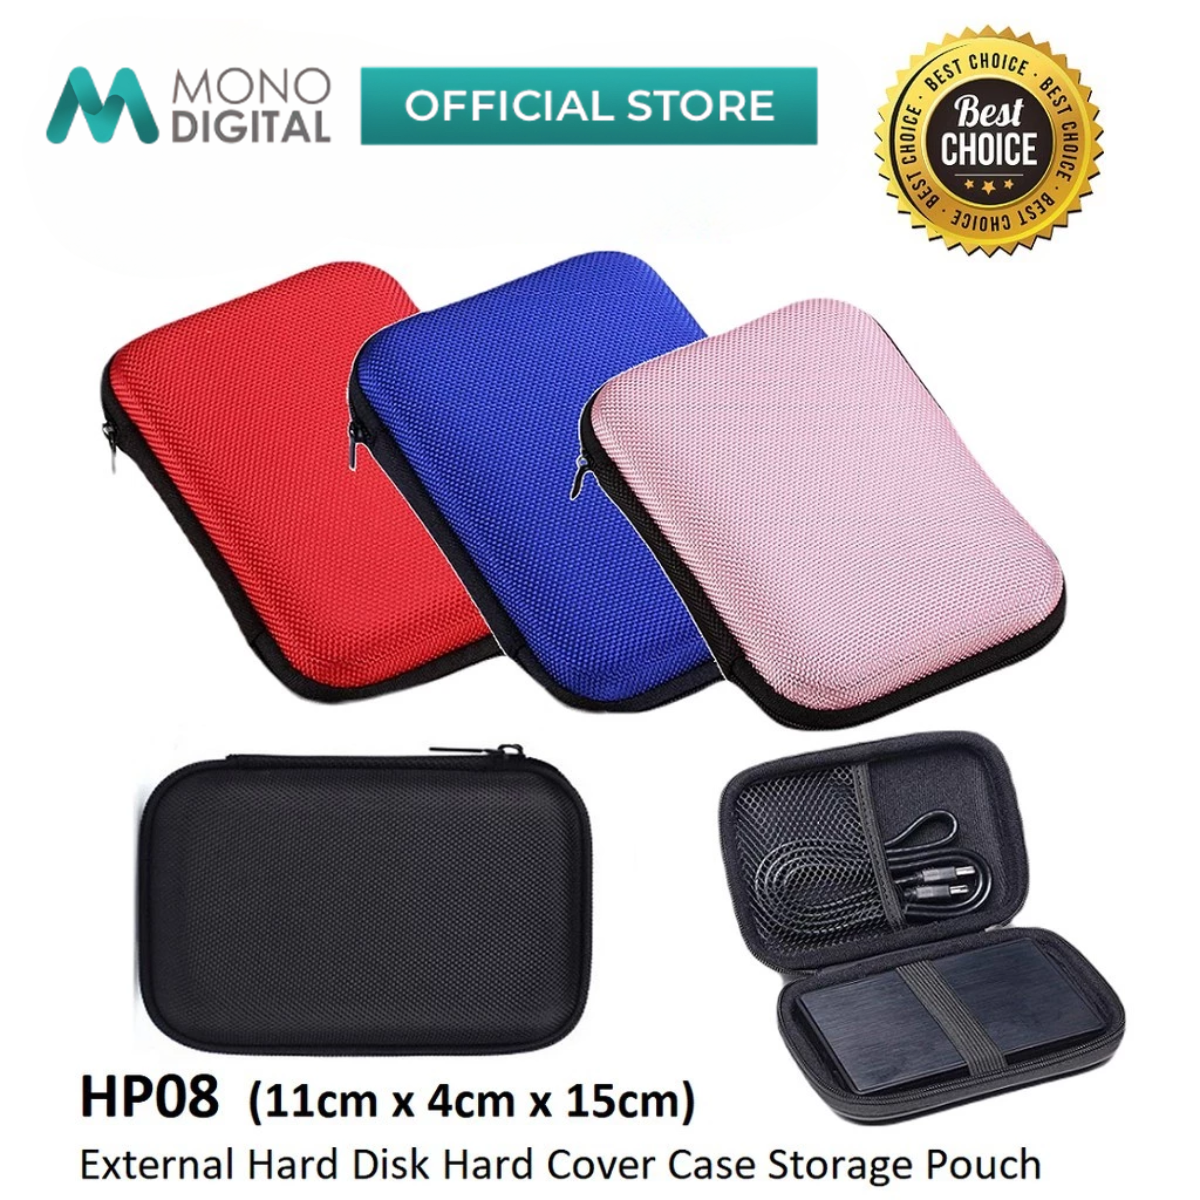 MONO
DIGITAL
OFFICIAL STORE
BEST CHOICE · BEST CHOICE · BEST CHOICE · BEST CHOICE ·
Best
CHOICE
HP08 (11cm x 4cm x 15cm)
External Hard Disk Hard Cover Case Storage Pouch